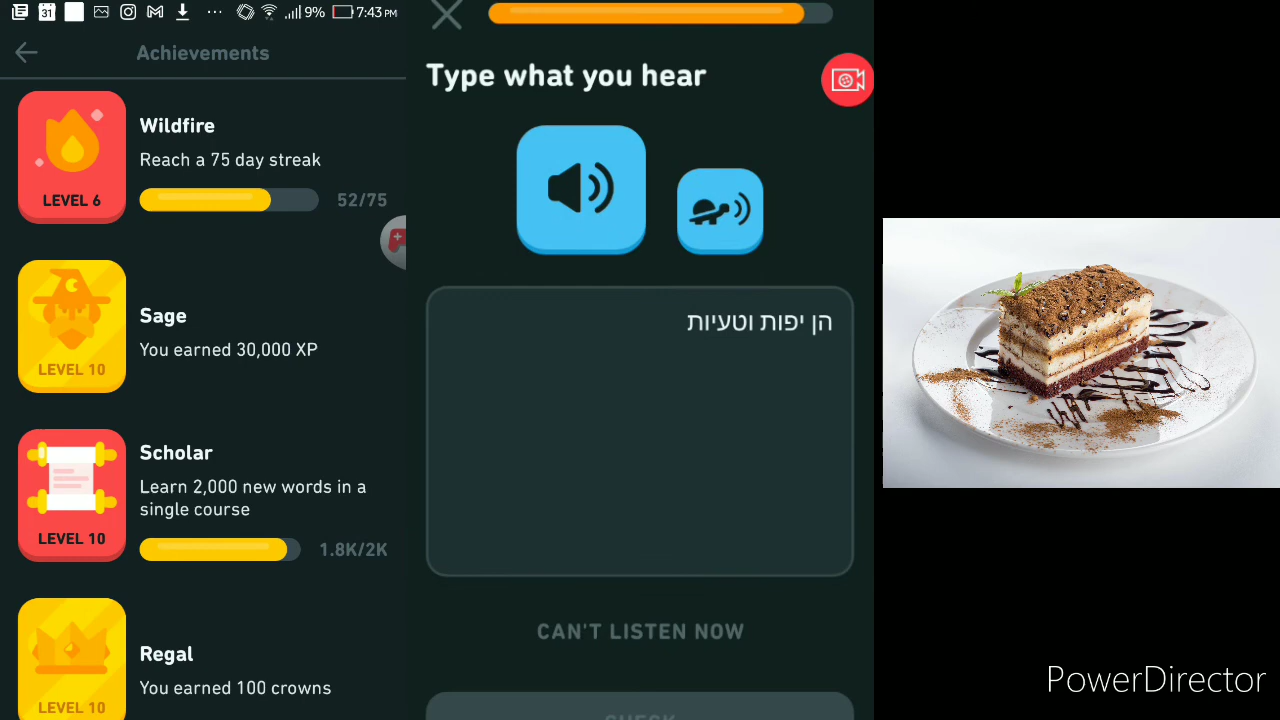 31
9%
7:43 PM
Achievements
Wildfire
Reach a 75 day streak
LEVEL 6
52/75
Sage
You earned 30,000 XP
LEVEL 10
Scholar
Learn 2,000 new words in a
single course
LEVEL 10
1.8K/2K
Regal
You earned 100 crowns
LEVEL 10
Type what you hear
הן יפות וטעיות
CAN'T LISTEN NOW
CHECK
PowerDirector